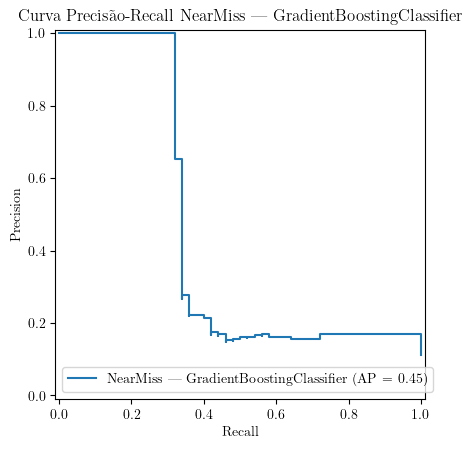 Curva Precisão-Recall NearMiss — GradientBoostingClassifier
1.0
0.8
0.6
0.4
0.2
0.0
Precision
NearMiss — GradientBoostingClassifier (AP = 0.45)
0.0 0.2 0.4 0.6 0.8 1.0
Recall